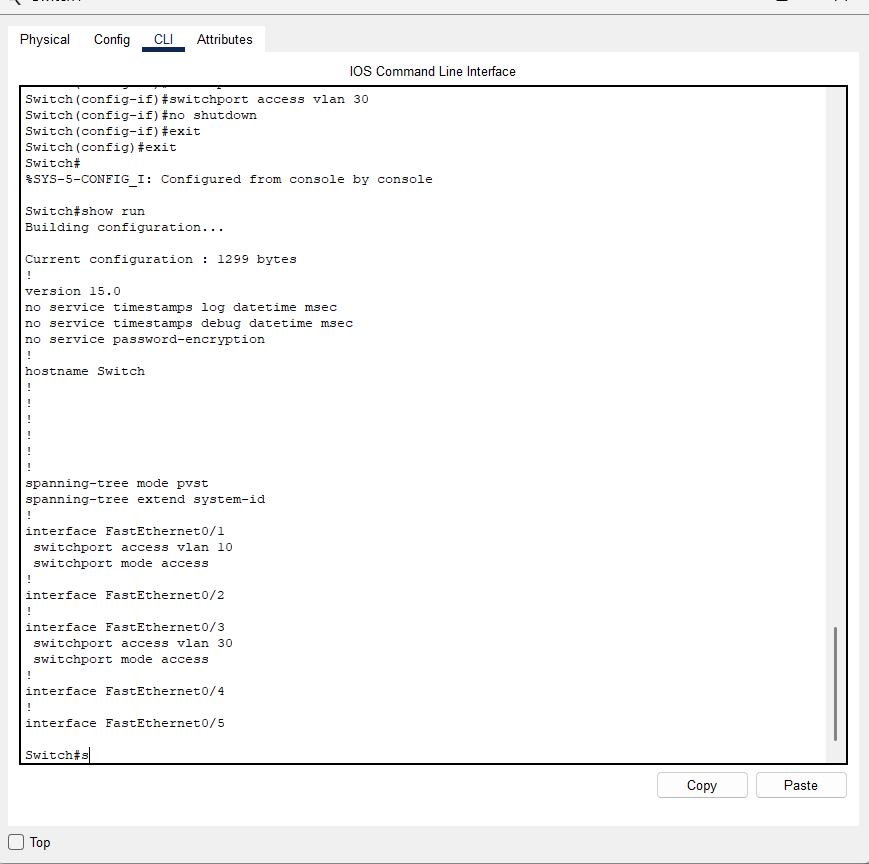 Physical Config CLI Attributes
IOS Command Line Interface
Switch(config-if)#switchport access vlan 30
Switch(config-if)#no shutdown
Switch(config-if)#exit
Switch(config)#exit
Switch#
%SYS-5-CONFIG_I: Configured from console by console
Switch#show run
Building configuration...
Current configuration : 1299 bytes
!
version 15.0
no service timestamps log datetime msec
no service timestamps debug datetime msec
no service password-encryption
!
hostname Switch
!
!
!
!
!
!
spanning-tree mode pvst
spanning-tree extend system-id
!
interface FastEthernet0/1
switchport access vlan 10
switchport mode access
!
interface FastEthernet0/2
!
interface FastEthernet0/3
switchport access vlan 30
switchport mode access
!
interface FastEthernet0/4
!
interface FastEthernet0/5
Switch#s
Copy Paste
Top